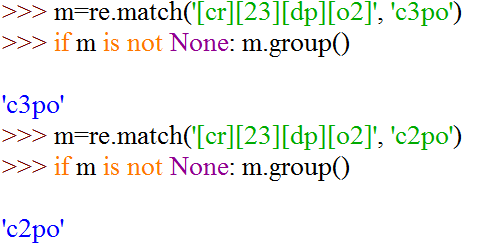 >>> m=re.match('[cr][23][dp][o2]', 'c3po')
>>> if m is not None: m.group()
'c3po'
>>> m=re.match('[cr][23][dp][o2]', 'c2po')
>>> if m is not None: m.group()
'c2po'